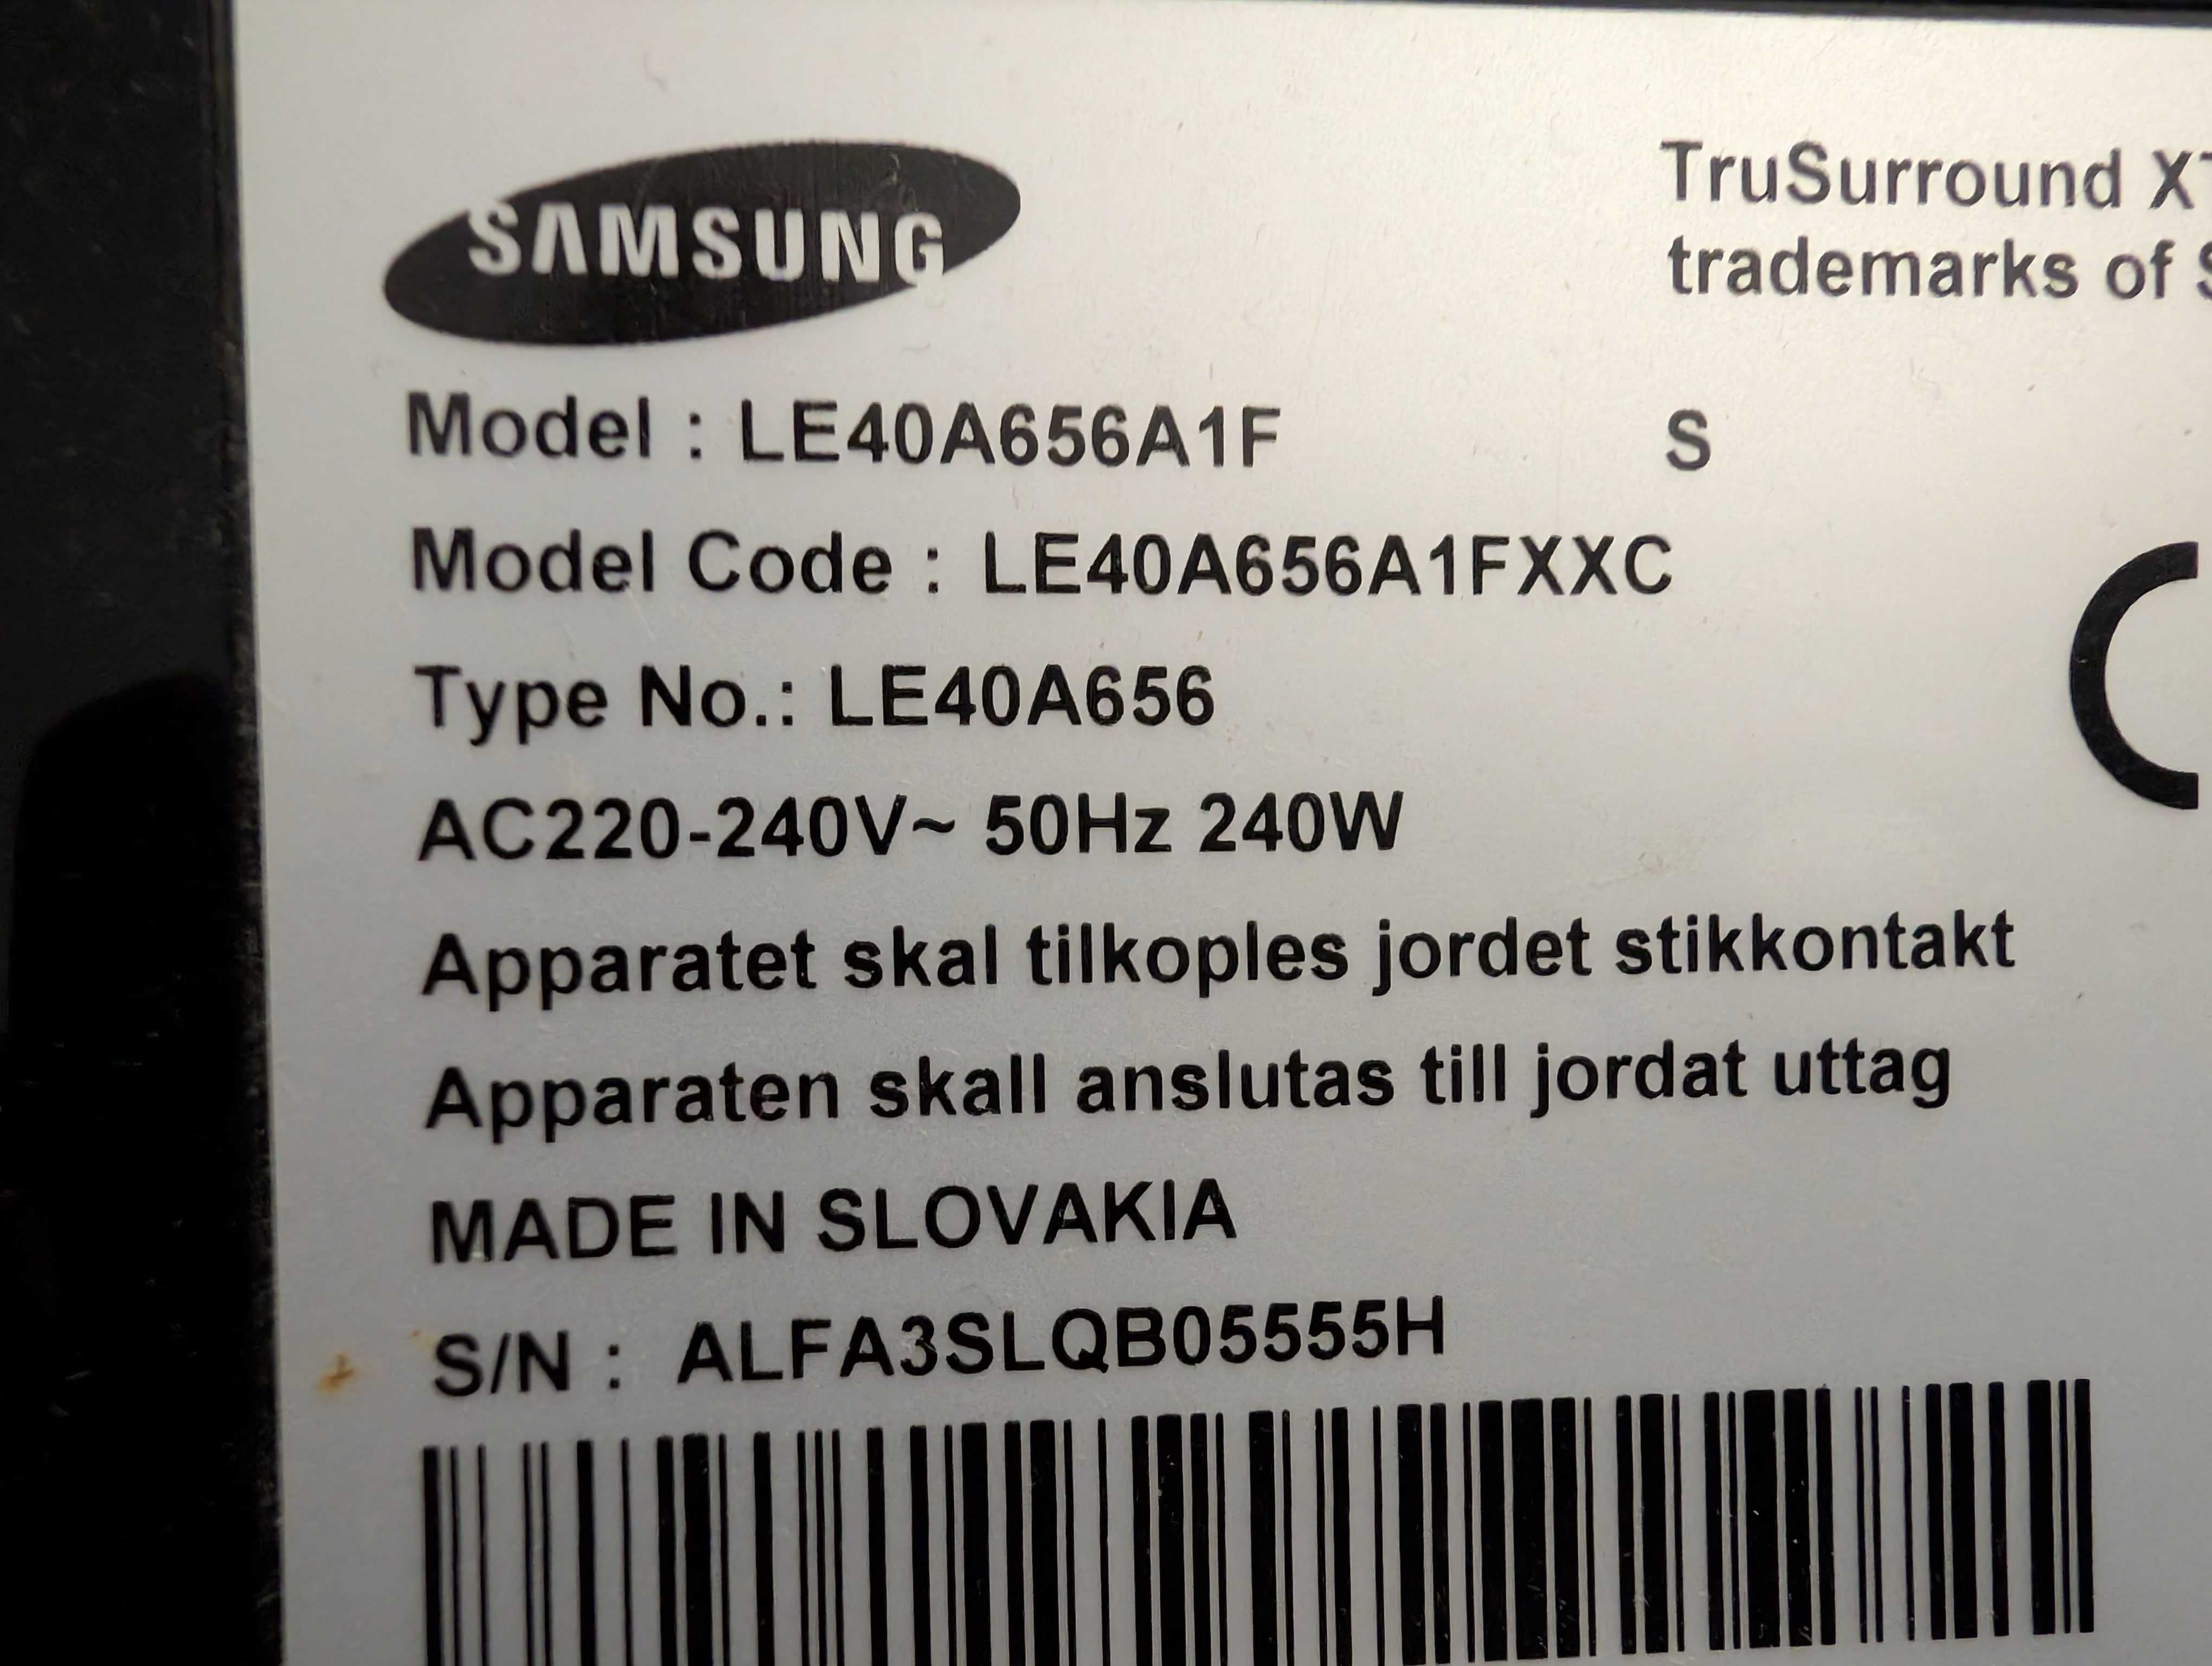 SAMSUNG
TruSurround
trademarks of
Model : LE40A656A1F S
Model Code : LE40A656A1FXXC
Type No.: LE40A656
AC220-240V~ 50Hz 240W
Apparatet skal tilkoples jordet stikkontakt
Apparaten skall anslutas till jordat uttag
MADE IN SLOVAKIA
S/N : ALFA3SLQB05555H